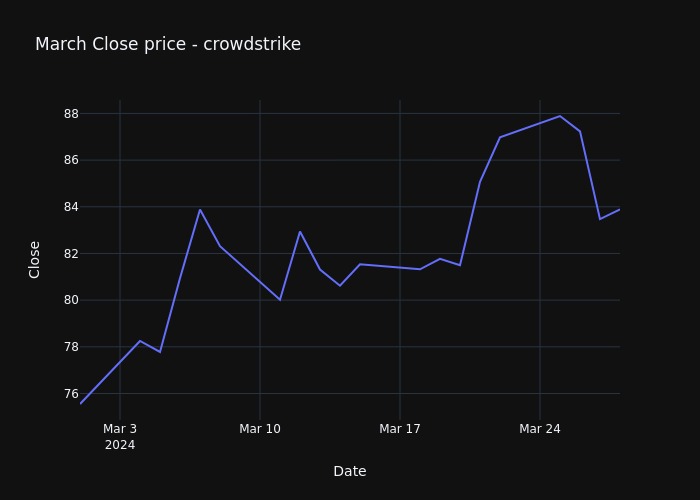 March Close price - crowdstrike
Close
88
86
84
82
80
78
76
Mar 3
2024
Mar 10
Mar 17
Mar 24
Date